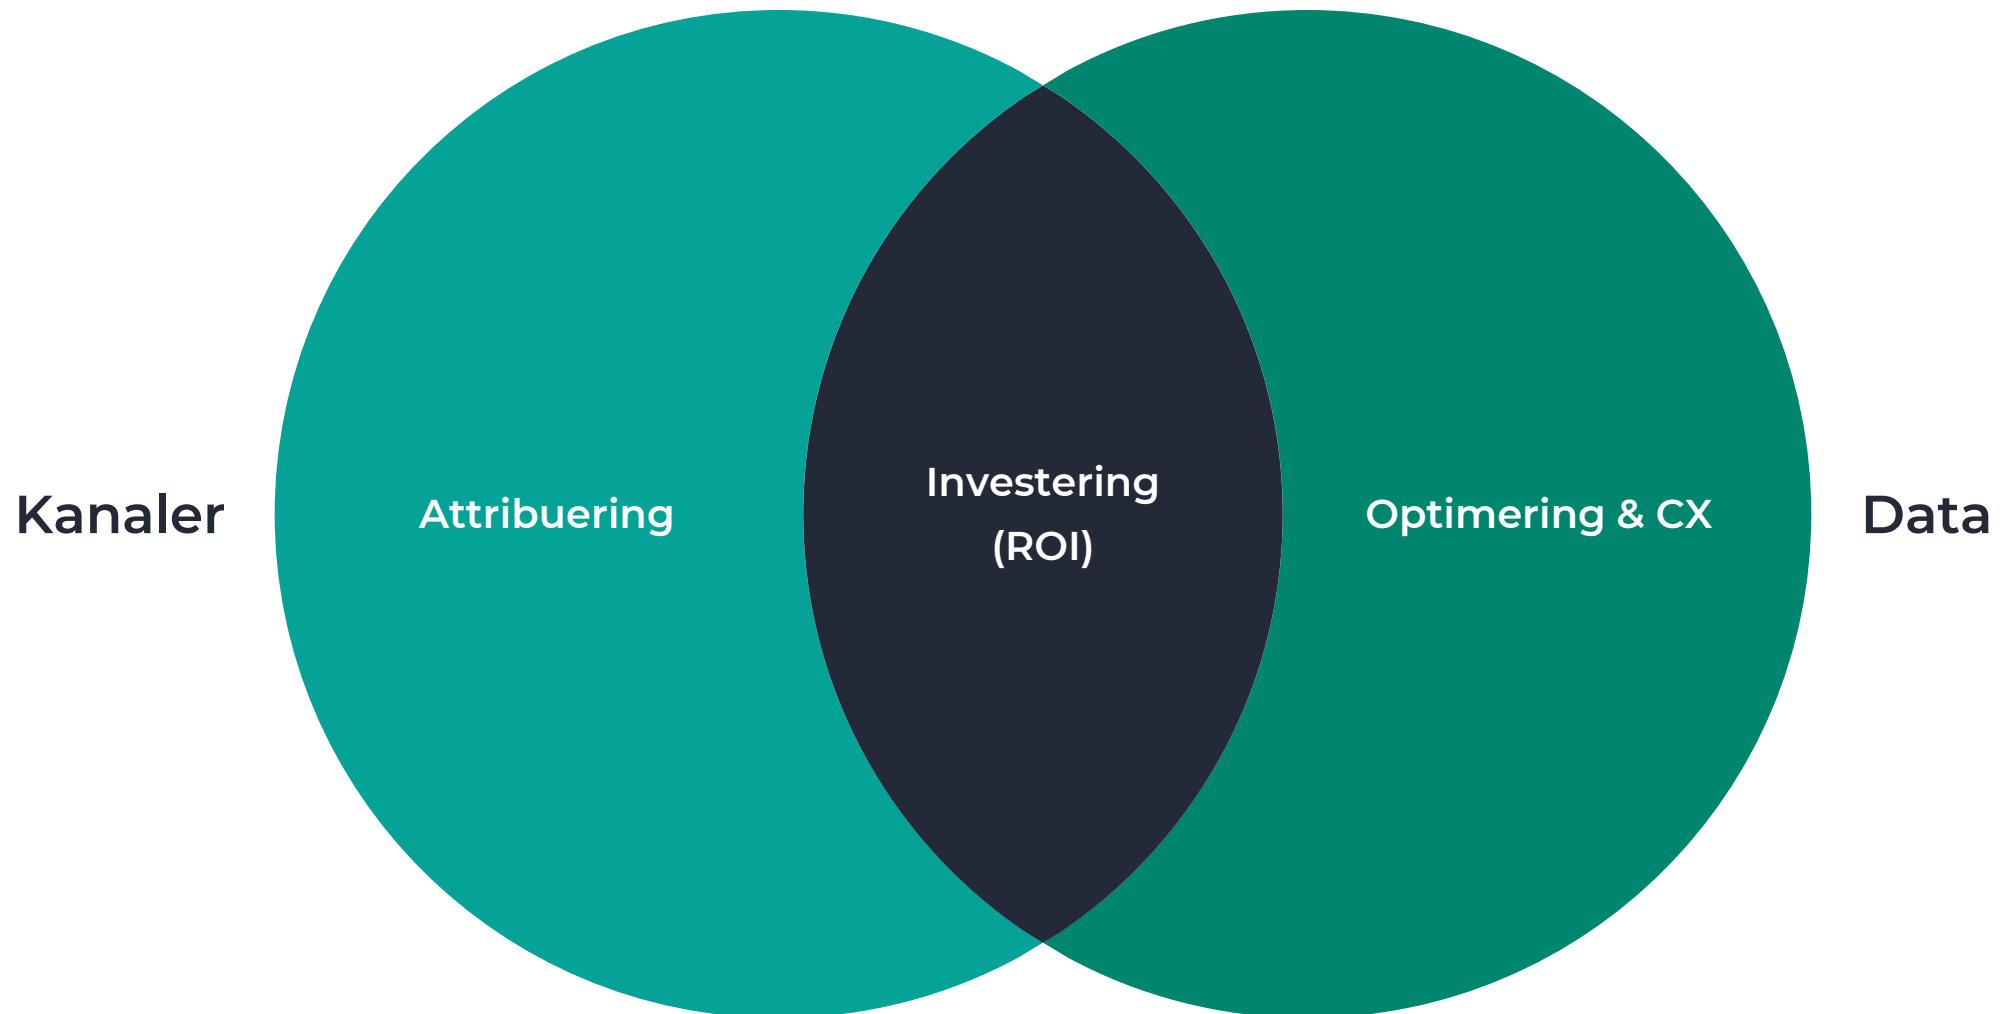 Kanaler
Attribuering
Investering
(ROI)
Optimering & CX
Data